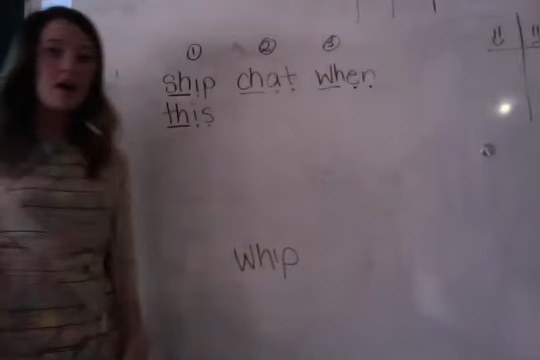 ① ② ③
ship chat when
this
whip